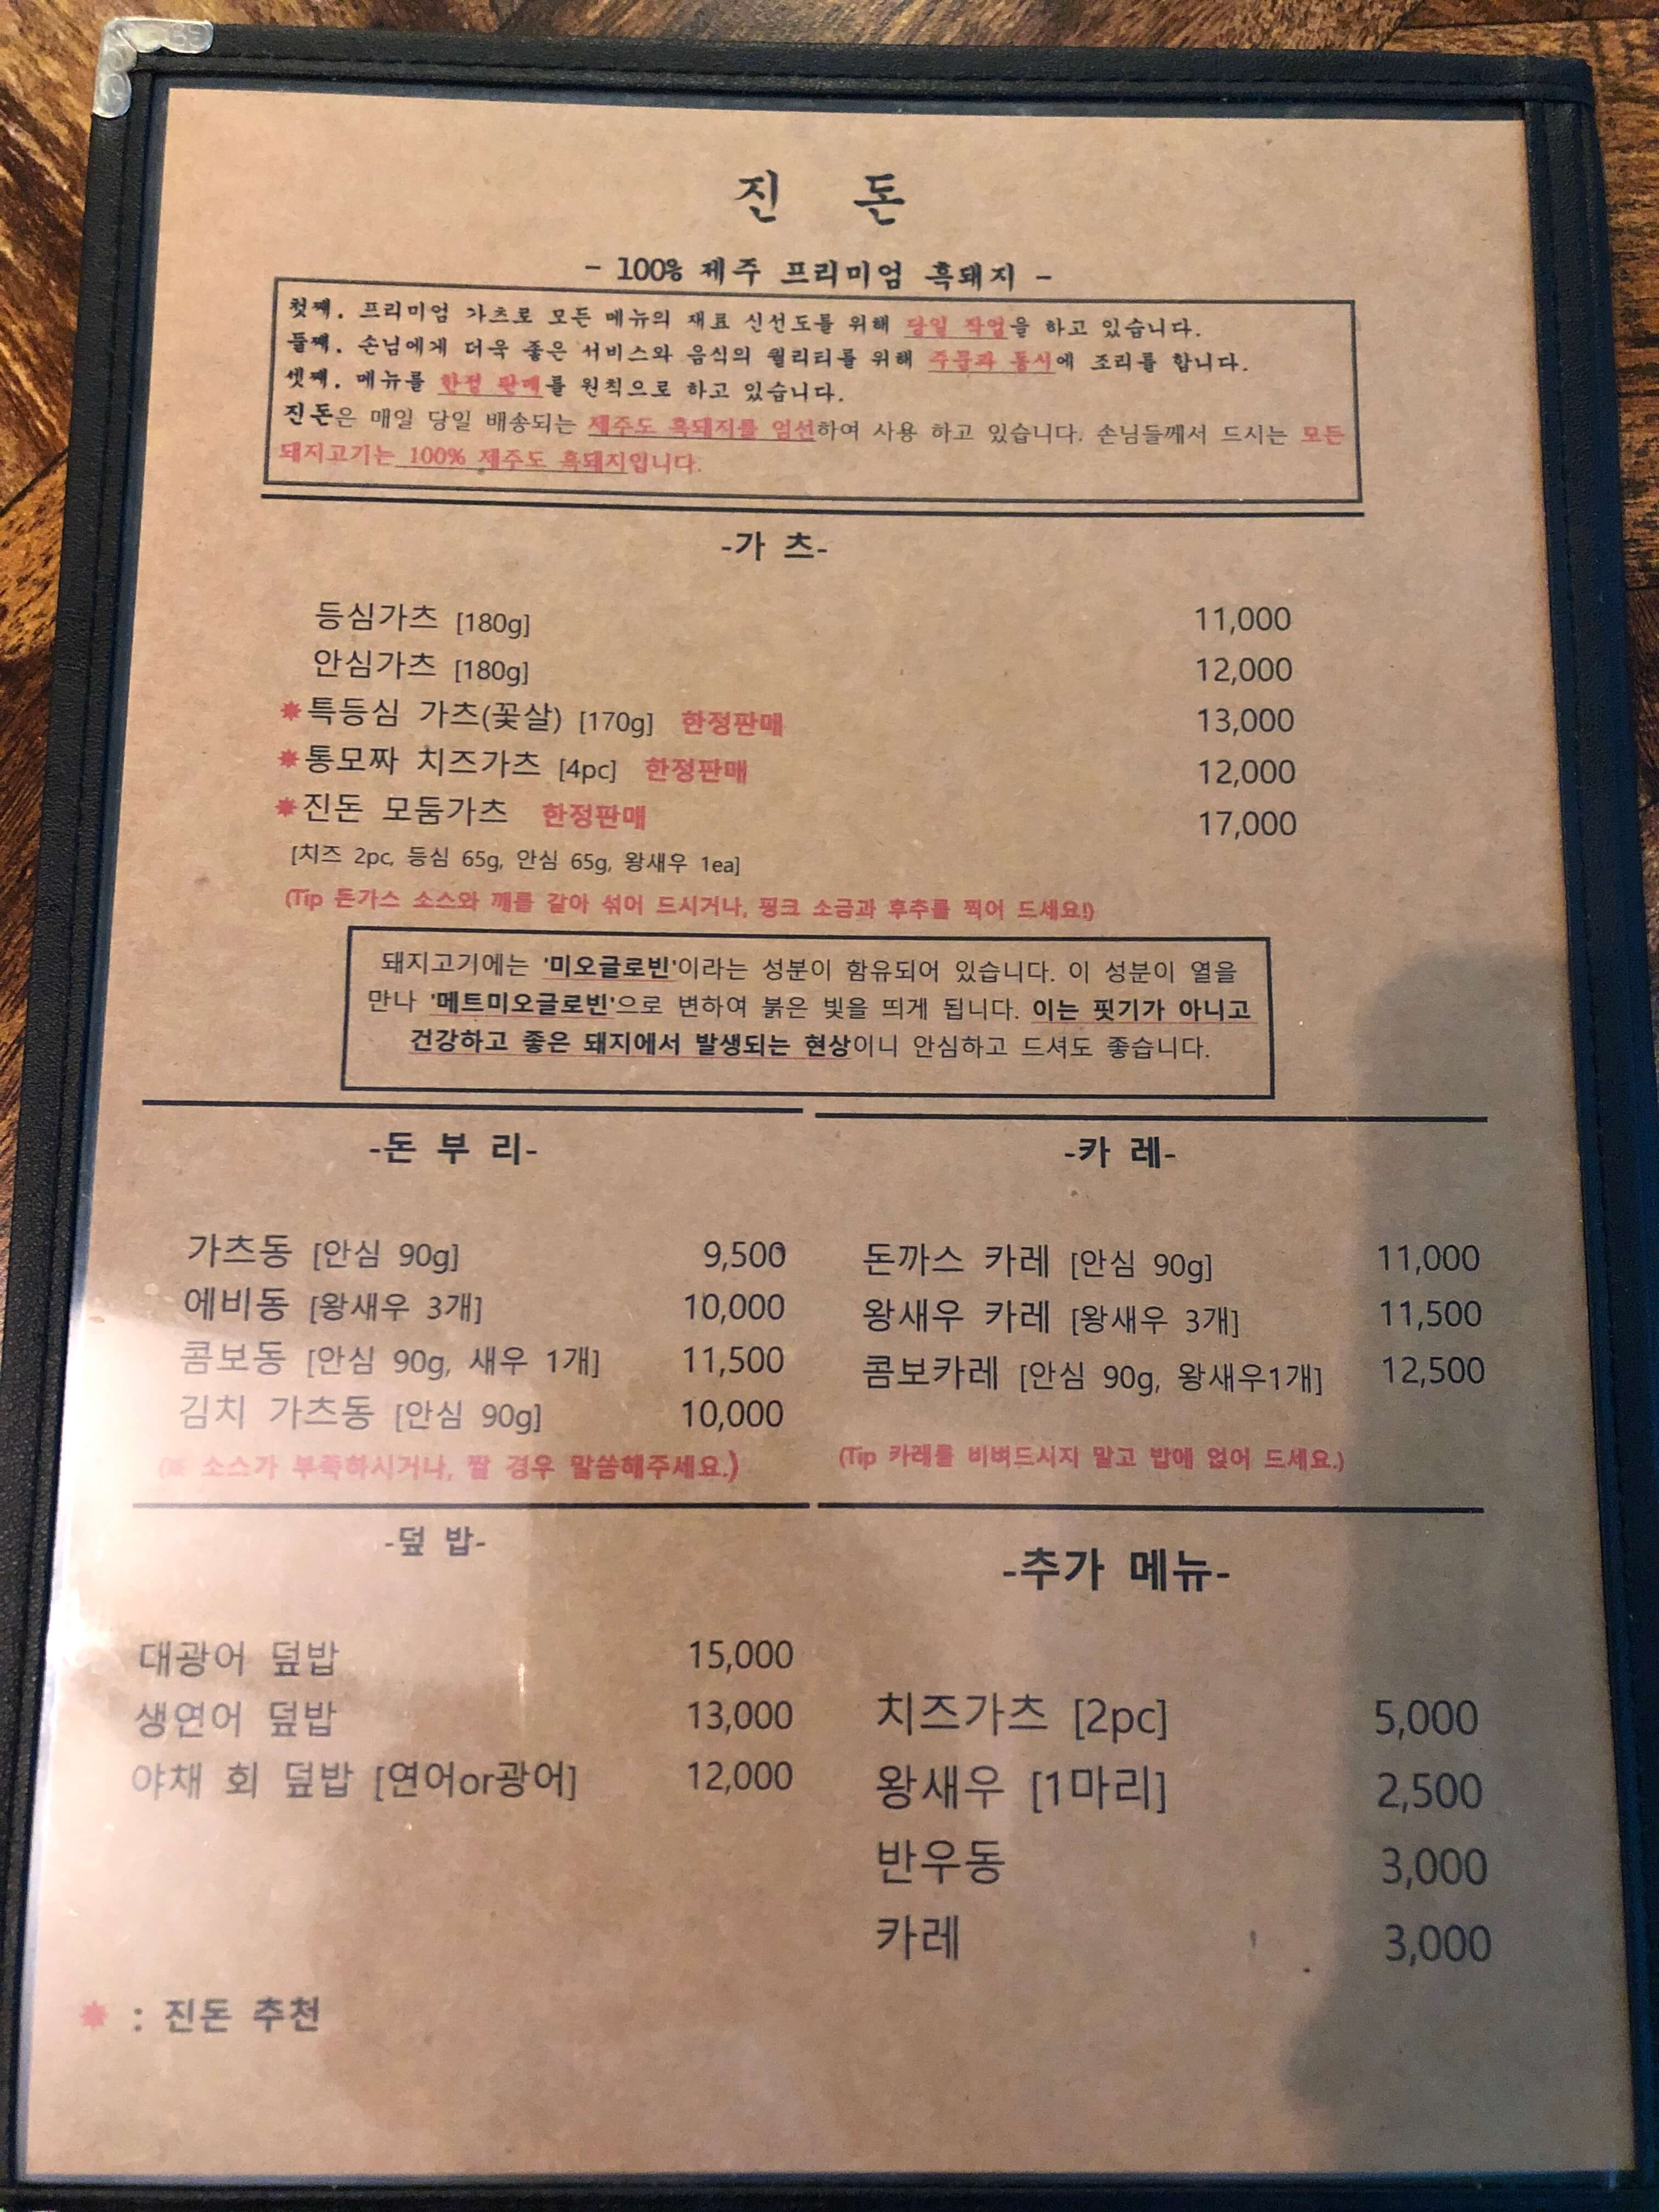 진 돈
- 100% 제주 프리미엄 흑돼지 -
첫째. 프리미엄 가츠로 모든 메뉴의 재료 신선도를 위해 당일 작업을 하고 있습니다.
둘째. 손님에게 더욱 좋은 서비스와 음식의 퀄리티를 위해 주문과 동시에 조리를 합니다.
셋째. 메뉴를 한정 판매를 원칙으로 하고 있습니다.
진돈은 매일 당일 배송되는 제주도 흑돼지를 엄선하여 사용 하고 있습니다. 손님들께서 드시는 모든
돼지고기는 100% 제주도 흑돼지입니다.
-가 츠-
등심가츠 [180g] 11,000
안심가츠 [180g] 12,000
✸특등심 가츠(꽃살) [170g] 한정판매 13,000
✸통모짜 치즈가츠 [4pc] 한정판매 12,000
✸진돈 모둠가츠 한정판매 17,000
[치즈 2pc, 등심 65g, 안심 65g, 왕새우 1ea]
(Tip 돈가스 소스와 깨를 갈아 섞어 드시거나, 핑크 소금과 후추를 찍어 드세요!)
돼지고기에는 '미오글로빈'이라는 성분이 함유되어 있습니다. 이 성분이 열을
만나 '메트미오글로빈'으로 변하여 붉은 빛을 띄게 됩니다. 이는 핏기가 아니고
건강하고 좋은 돼지에서 발생되는 현상이니 안심하고 드셔도 좋습니다.
-돈 부 리-
가츠동 [안심 90g] 9,500
에비동 [왕새우 3개] 10,000
콤보동 [안심 90g, 새우 1개] 11,500
김치 가츠동 [안심 90g] 10,000
(※ 소스가 부족하시거나, 짤 경우 말씀해주세요.)
-카 레-
돈까스 카레 [안심 90g] 11,000
왕새우 카레 [왕새우 3개] 11,500
콤보카레 [안심 90g, 왕새우1개] 12,500
(Tip 카래를 비벼드시지 말고 밥에 얹어 드세요.)
-덮 밥-
대광어 덮밥 15,000
생연어 덮밥 13,000
야채 회 덮밥 [연어or광어] 12,000
-추가 메뉴-
치즈가츠 [2pc] 5,000
왕새우 [1마리] 2,500
반우동 3,000
카레 3,000
✸ : 진돈 추천